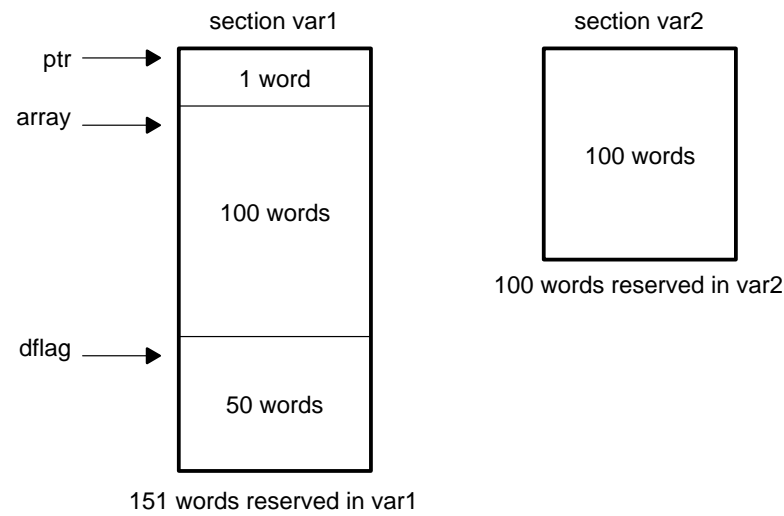 section var1
ptr
1 word
array
100 words
dflag
50 words
151 words reserved in var1
section var2
100 words
100 words reserved in var2